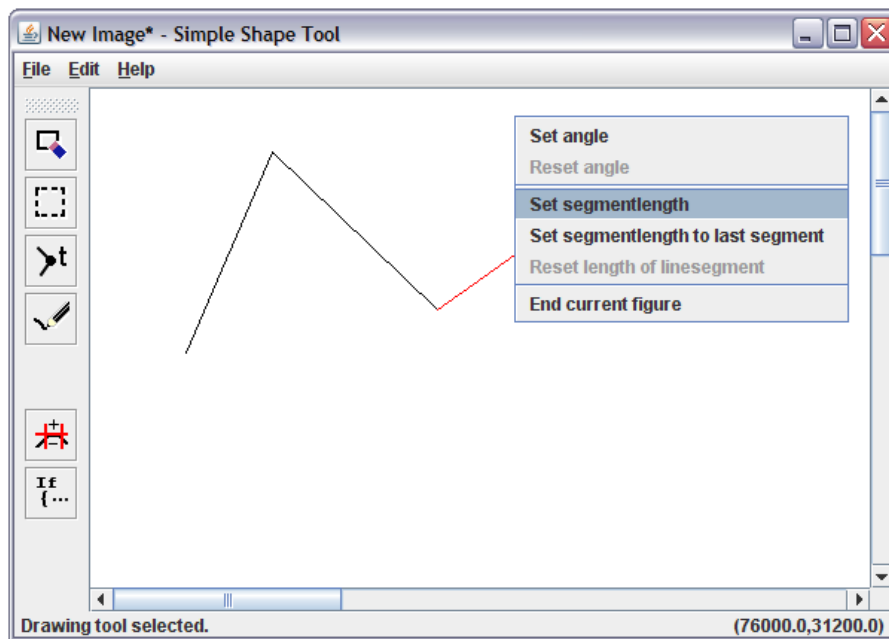 New Image* - Simple Shape Tool
File Edit Help
Set angle
Reset angle
Set segmentlength
Set segmentlength to last segment
Reset length of linesegment
End current figure
t
+
−
If
{...
Drawing tool selected. (76000.0,31200.0)